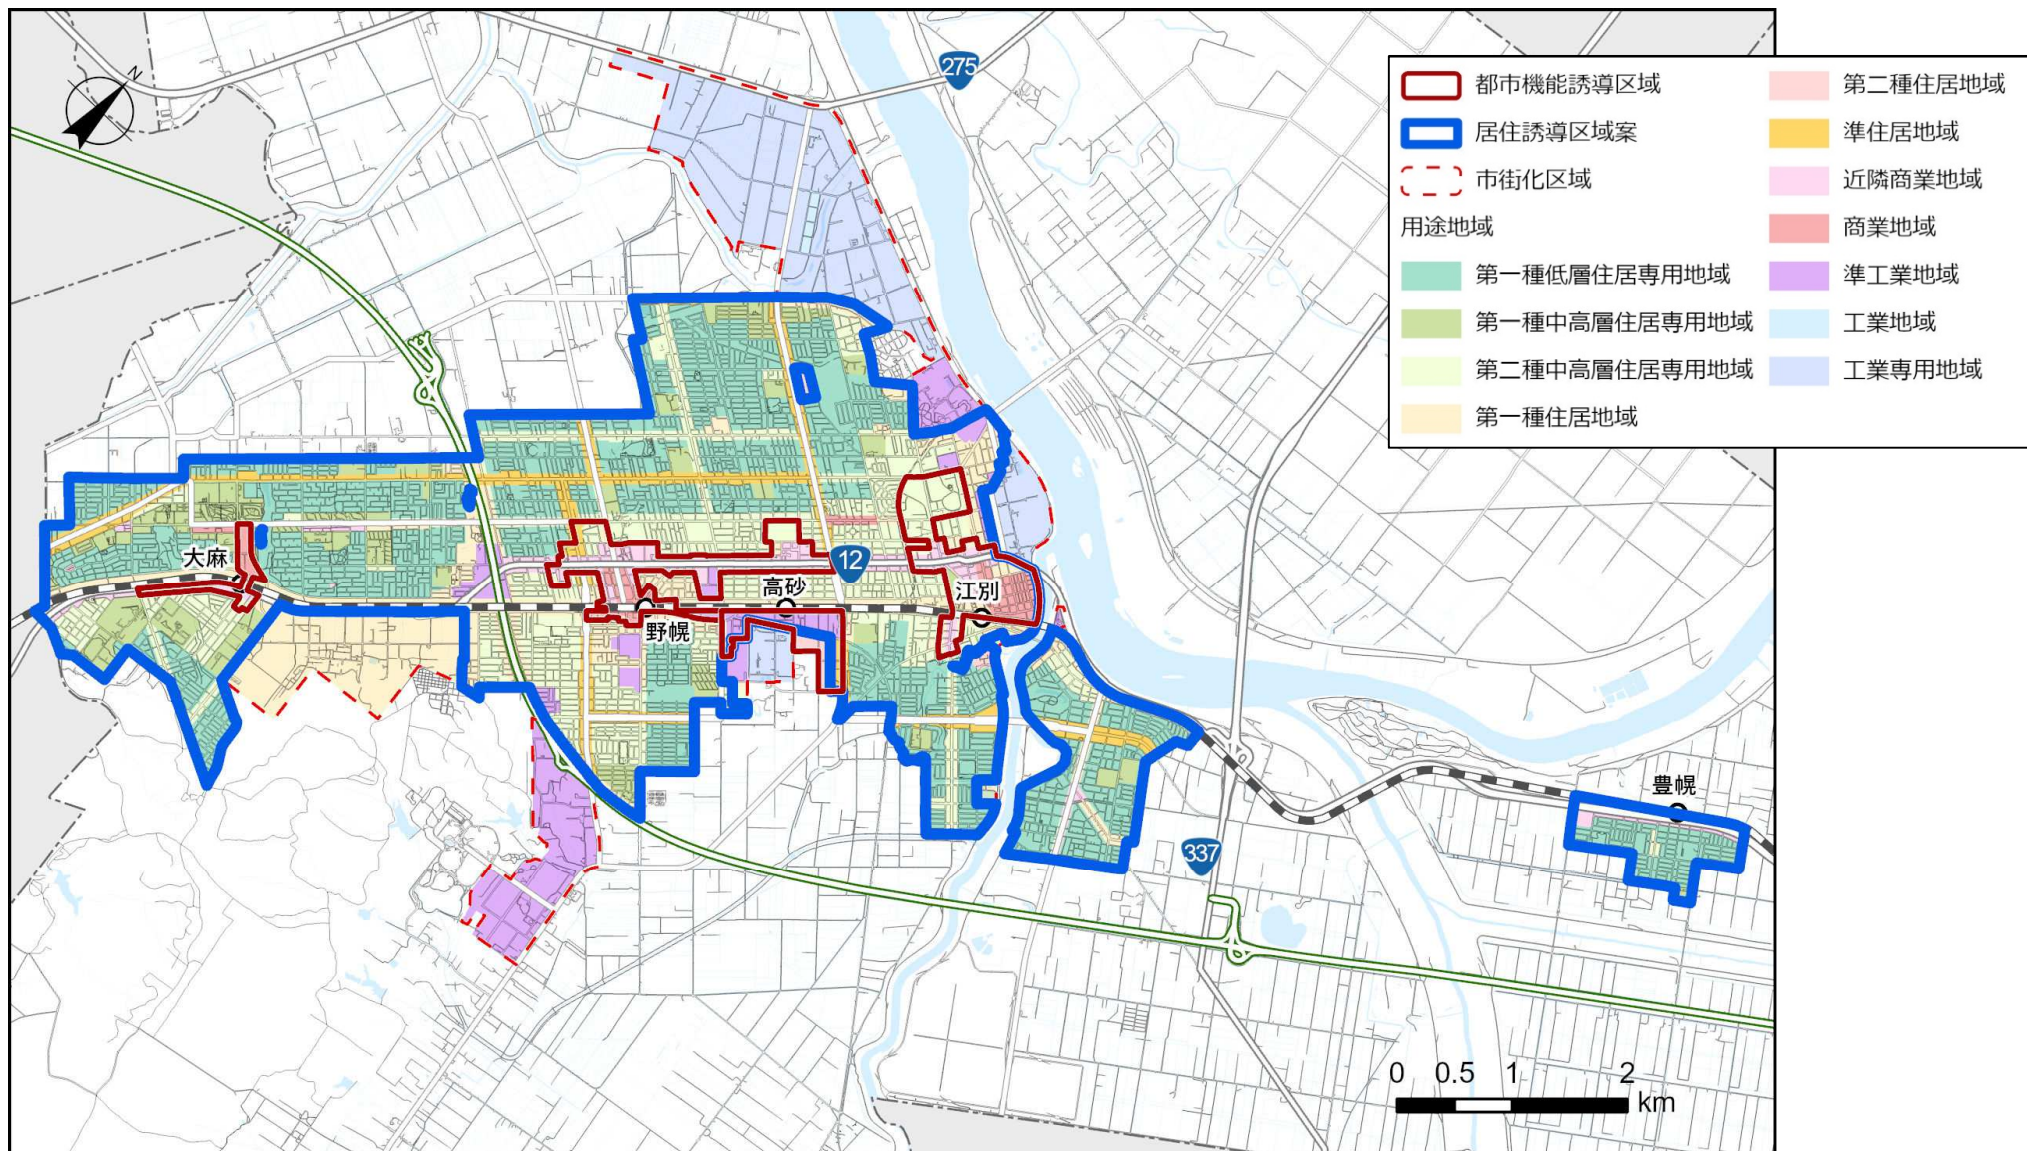 N
275
都市機能誘導区域
居住誘導区域案
市街化区域
用途地域
第一種低層住居専用地域
第一種中高層住居専用地域
第二種中高層住居専用地域
第一種住居地域
第二種住居地域
準住居地域
近隣商業地域
商業地域
準工業地域
工業地域
工業専用地域
大麻
12
高砂
江別
野幌
豊幌
337
0 0.5 1 2
km